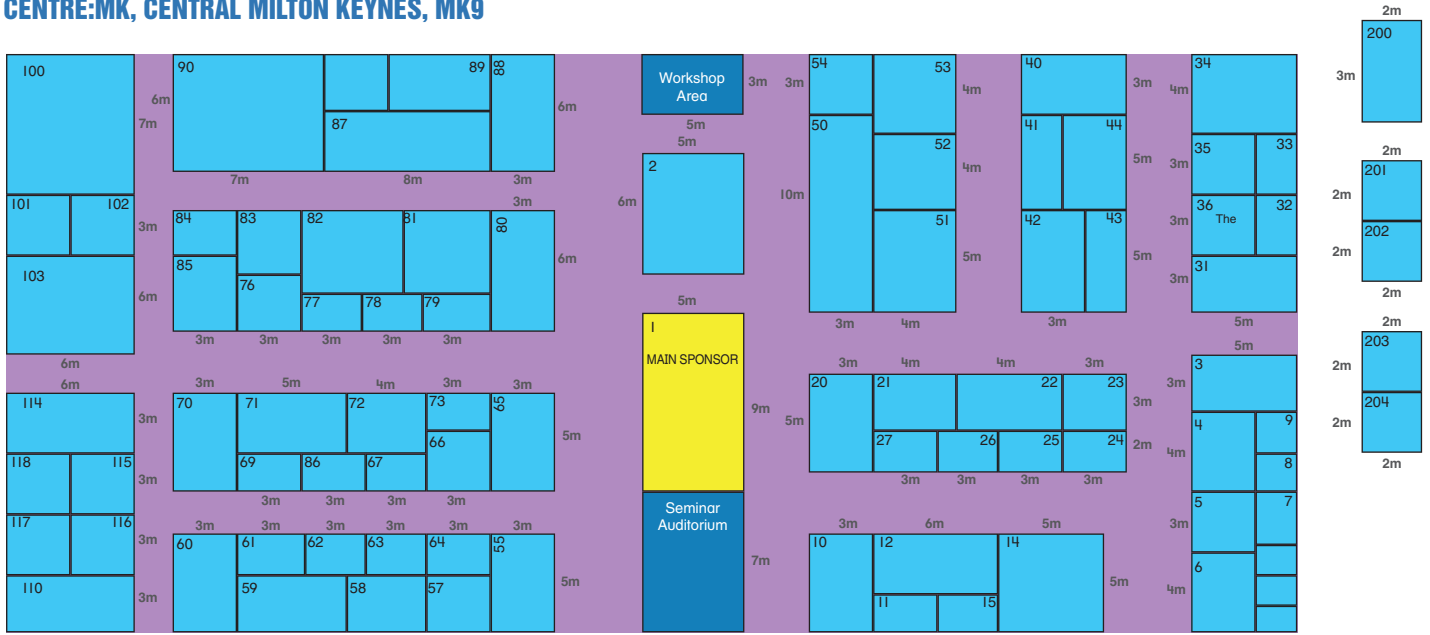 CENTRE:MK, CENTRAL MILTON KEYNES, MK9
2m
200
3m
2m
201
2m
202
2m
2m
2m
203
2m
204
2m
2m
100
6m
7m
101
102
3m
103
6m
6m
6m
114
3m
118
115
3m
117
116
3m
110
3m
90
89
88
87
6m
7m
8m
3m
3m
84
83
82
81
80
85
76
77
78
79
6m
3m
3m
3m
3m
3m
3m
5m
4m
3m
3m
70
71
72
73
65
66
69
86
67
5m
3m
3m
3m
3m
3m
3m
3m
3m
3m
3m
60
61
62
63
64
55
59
58
57
5m
Workshop
Area
3m
5m
5m
2
6m
5m
1
MAIN SPONSOR
9m
Seminar
Auditorium
7m
3m
54
53
4m
50
52
4m
10m
51
5m
3m
4m
40
3m
41
44
5m
42
43
5m
3m
34
4m
35
33
3m
36
The
32
3m
31
3m
5m
5m
3m
4m
4m
3m
20
21
22
23
3m
5m
27
26
25
24
2m
3m
3m
3m
3m
3m
6m
5m
10
12
14
11
15
5m
3
3m
4
9
4m
8
5
7
3m
6
4m